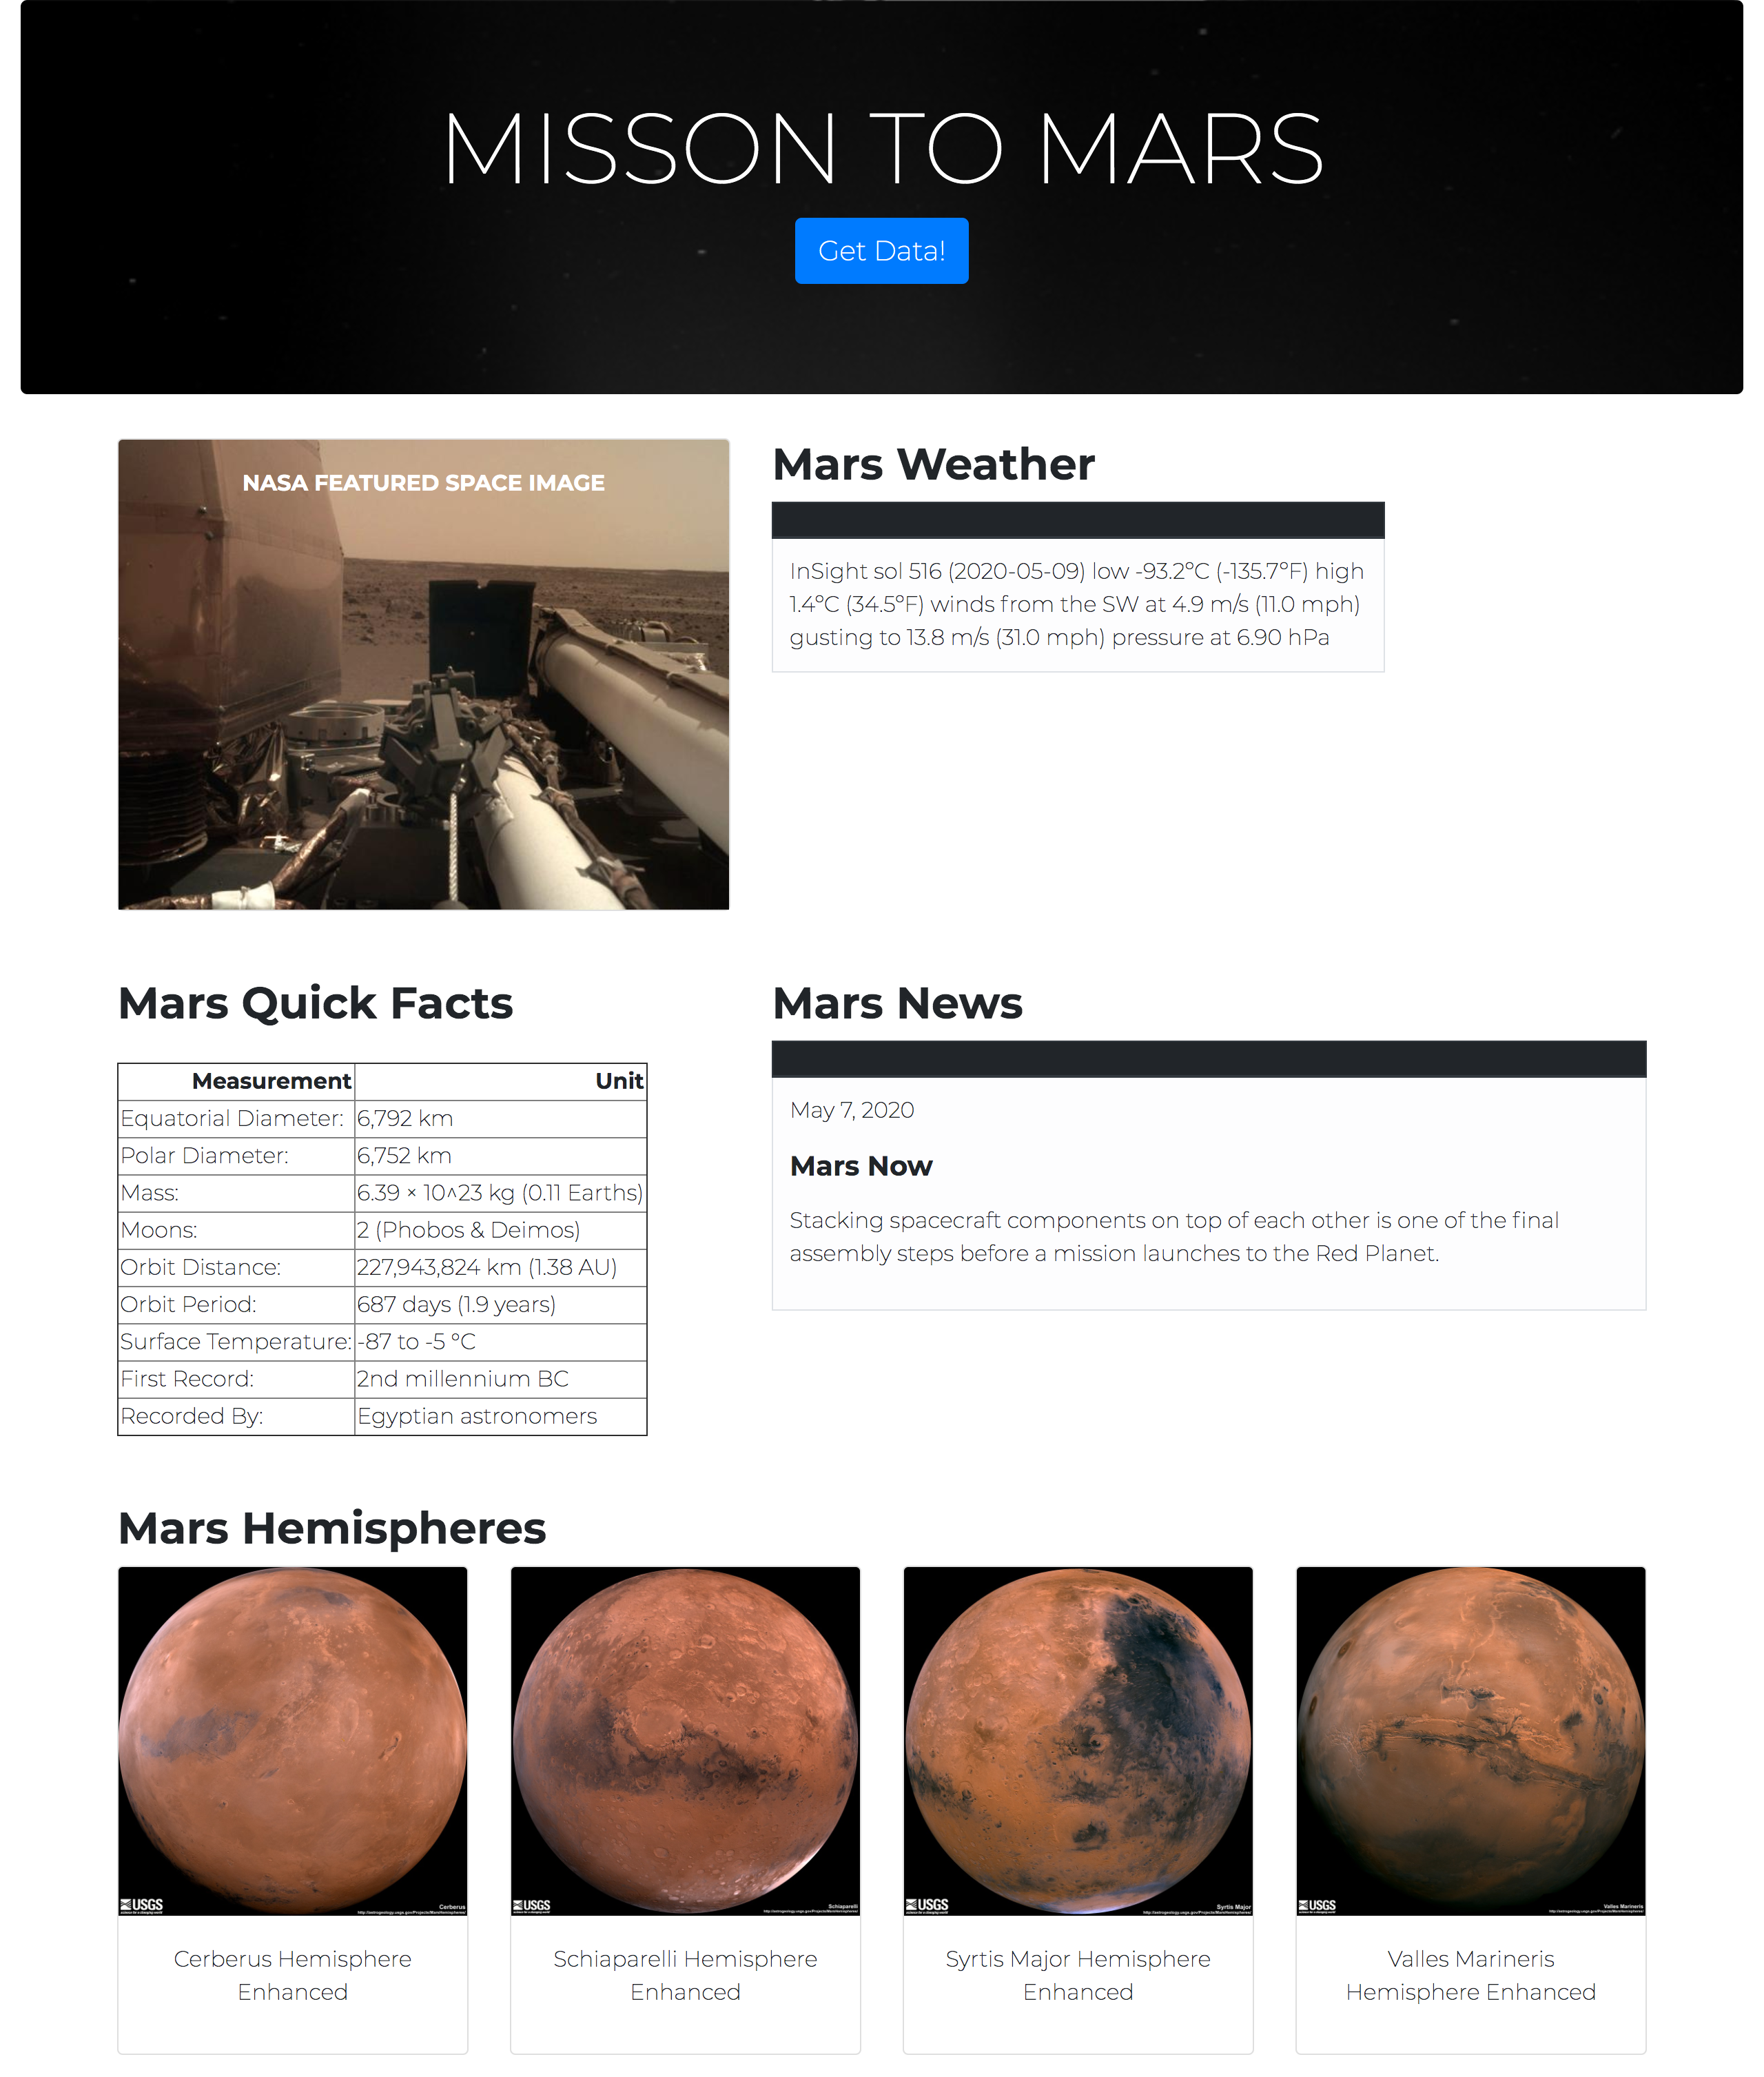 MISSON TO MARS
Get Data!
NASA FEATURED SPACE IMAGE
Mars Weather
InSight sol 516 (2020-05-09) low -93.2ºC (-135.7ºF) high
1.4ºC (34.5ºF) winds from the SW at 4.9 m/s (11.0 mph)
gusting to 13.8 m/s (31.0 mph) pressure at 6.90 hPa
Mars Quick Facts
Measurement Unit
Equatorial Diameter: 6,792 km
Polar Diameter: 6,752 km
Mass: 6.39 × 10^23 kg (0.11 Earths)
Moons: 2 (Phobos & Deimos)
Orbit Distance: 227,943,824 km (1.38 AU)
Orbit Period: 687 days (1.9 years)
Surface Temperature: -87 to -5 °C
First Record: 2nd millennium BC
Recorded By: Egyptian astronomers
Mars News
May 7, 2020
Mars Now
Stacking spacecraft components on top of each other is one of the final
assembly steps before a mission launches to the Red Planet.
Mars Hemispheres
USGS
Cerberus
Cerberus Hemisphere
Enhanced
USGS
Schiaparelli
Schiaparelli Hemisphere
Enhanced
USGS
Syrtis Major
Syrtis Major Hemisphere
Enhanced
USGS
Valles Marineris
Valles Marineris
Hemisphere Enhanced